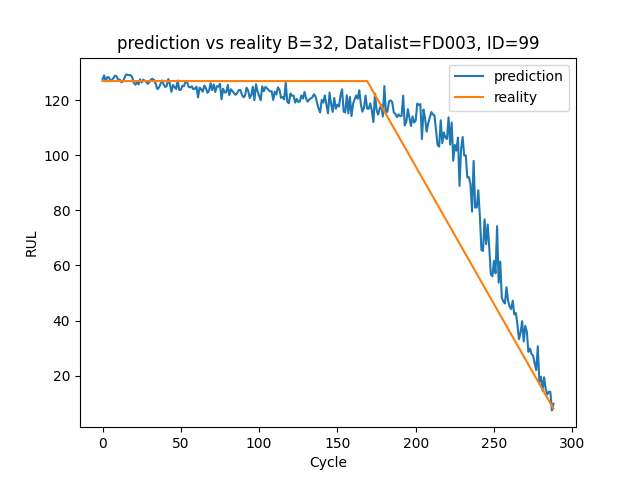 prediction vs reality B=32, Datalist=FD003, ID=99
prediction
reality
RUL
120
100
80
60
40
20
0 50 100 150 200 250 300
Cycle